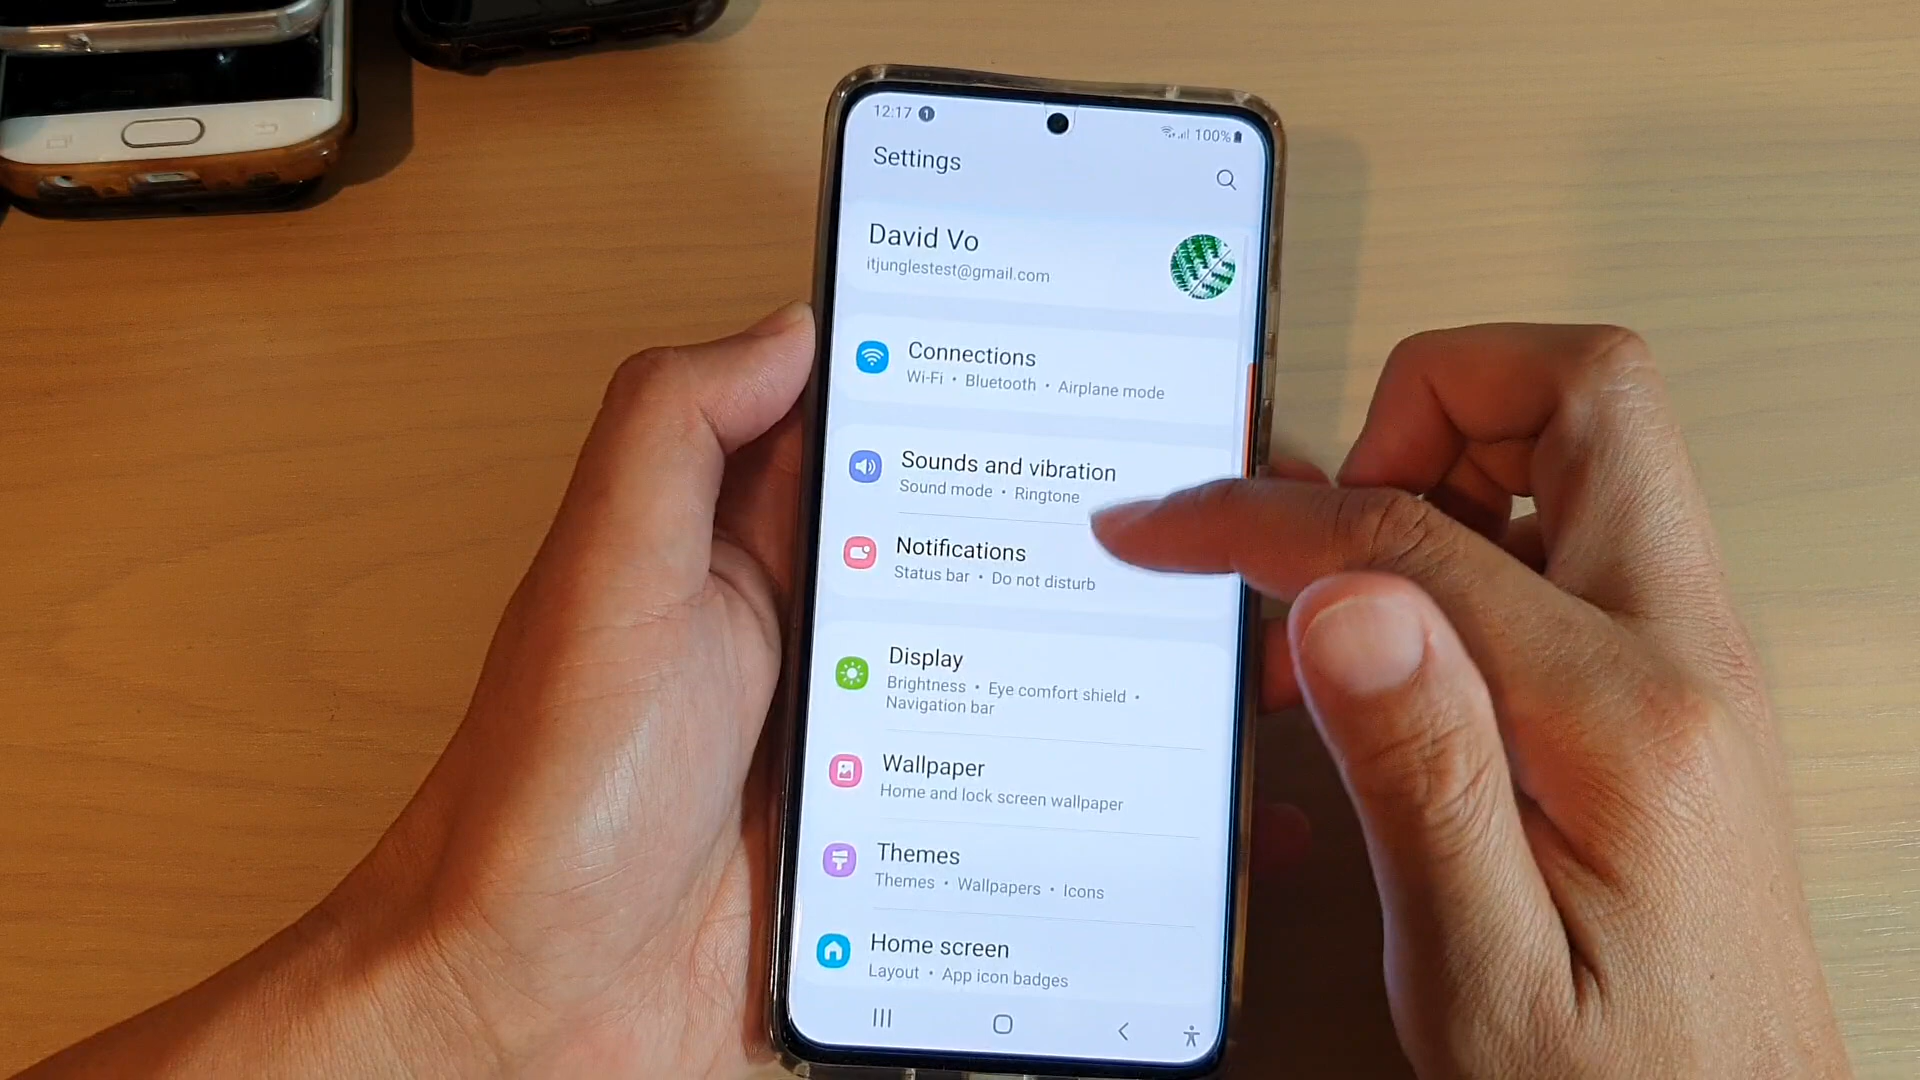 12:17 1
100%
Settings
David Vo
itjunglestest@gmail.com
Connections
Wi-Fi • Bluetooth • Airplane mode
Sounds and vibration
Sound mode • Ringtone
Notifications
Status bar • Do not disturb
Display
Brightness • Eye comfort shield •
Navigation bar
Wallpaper
Home and lock screen wallpaper
Themes
Themes • Wallpapers • Icons
Home screen
Layout • App icon badges